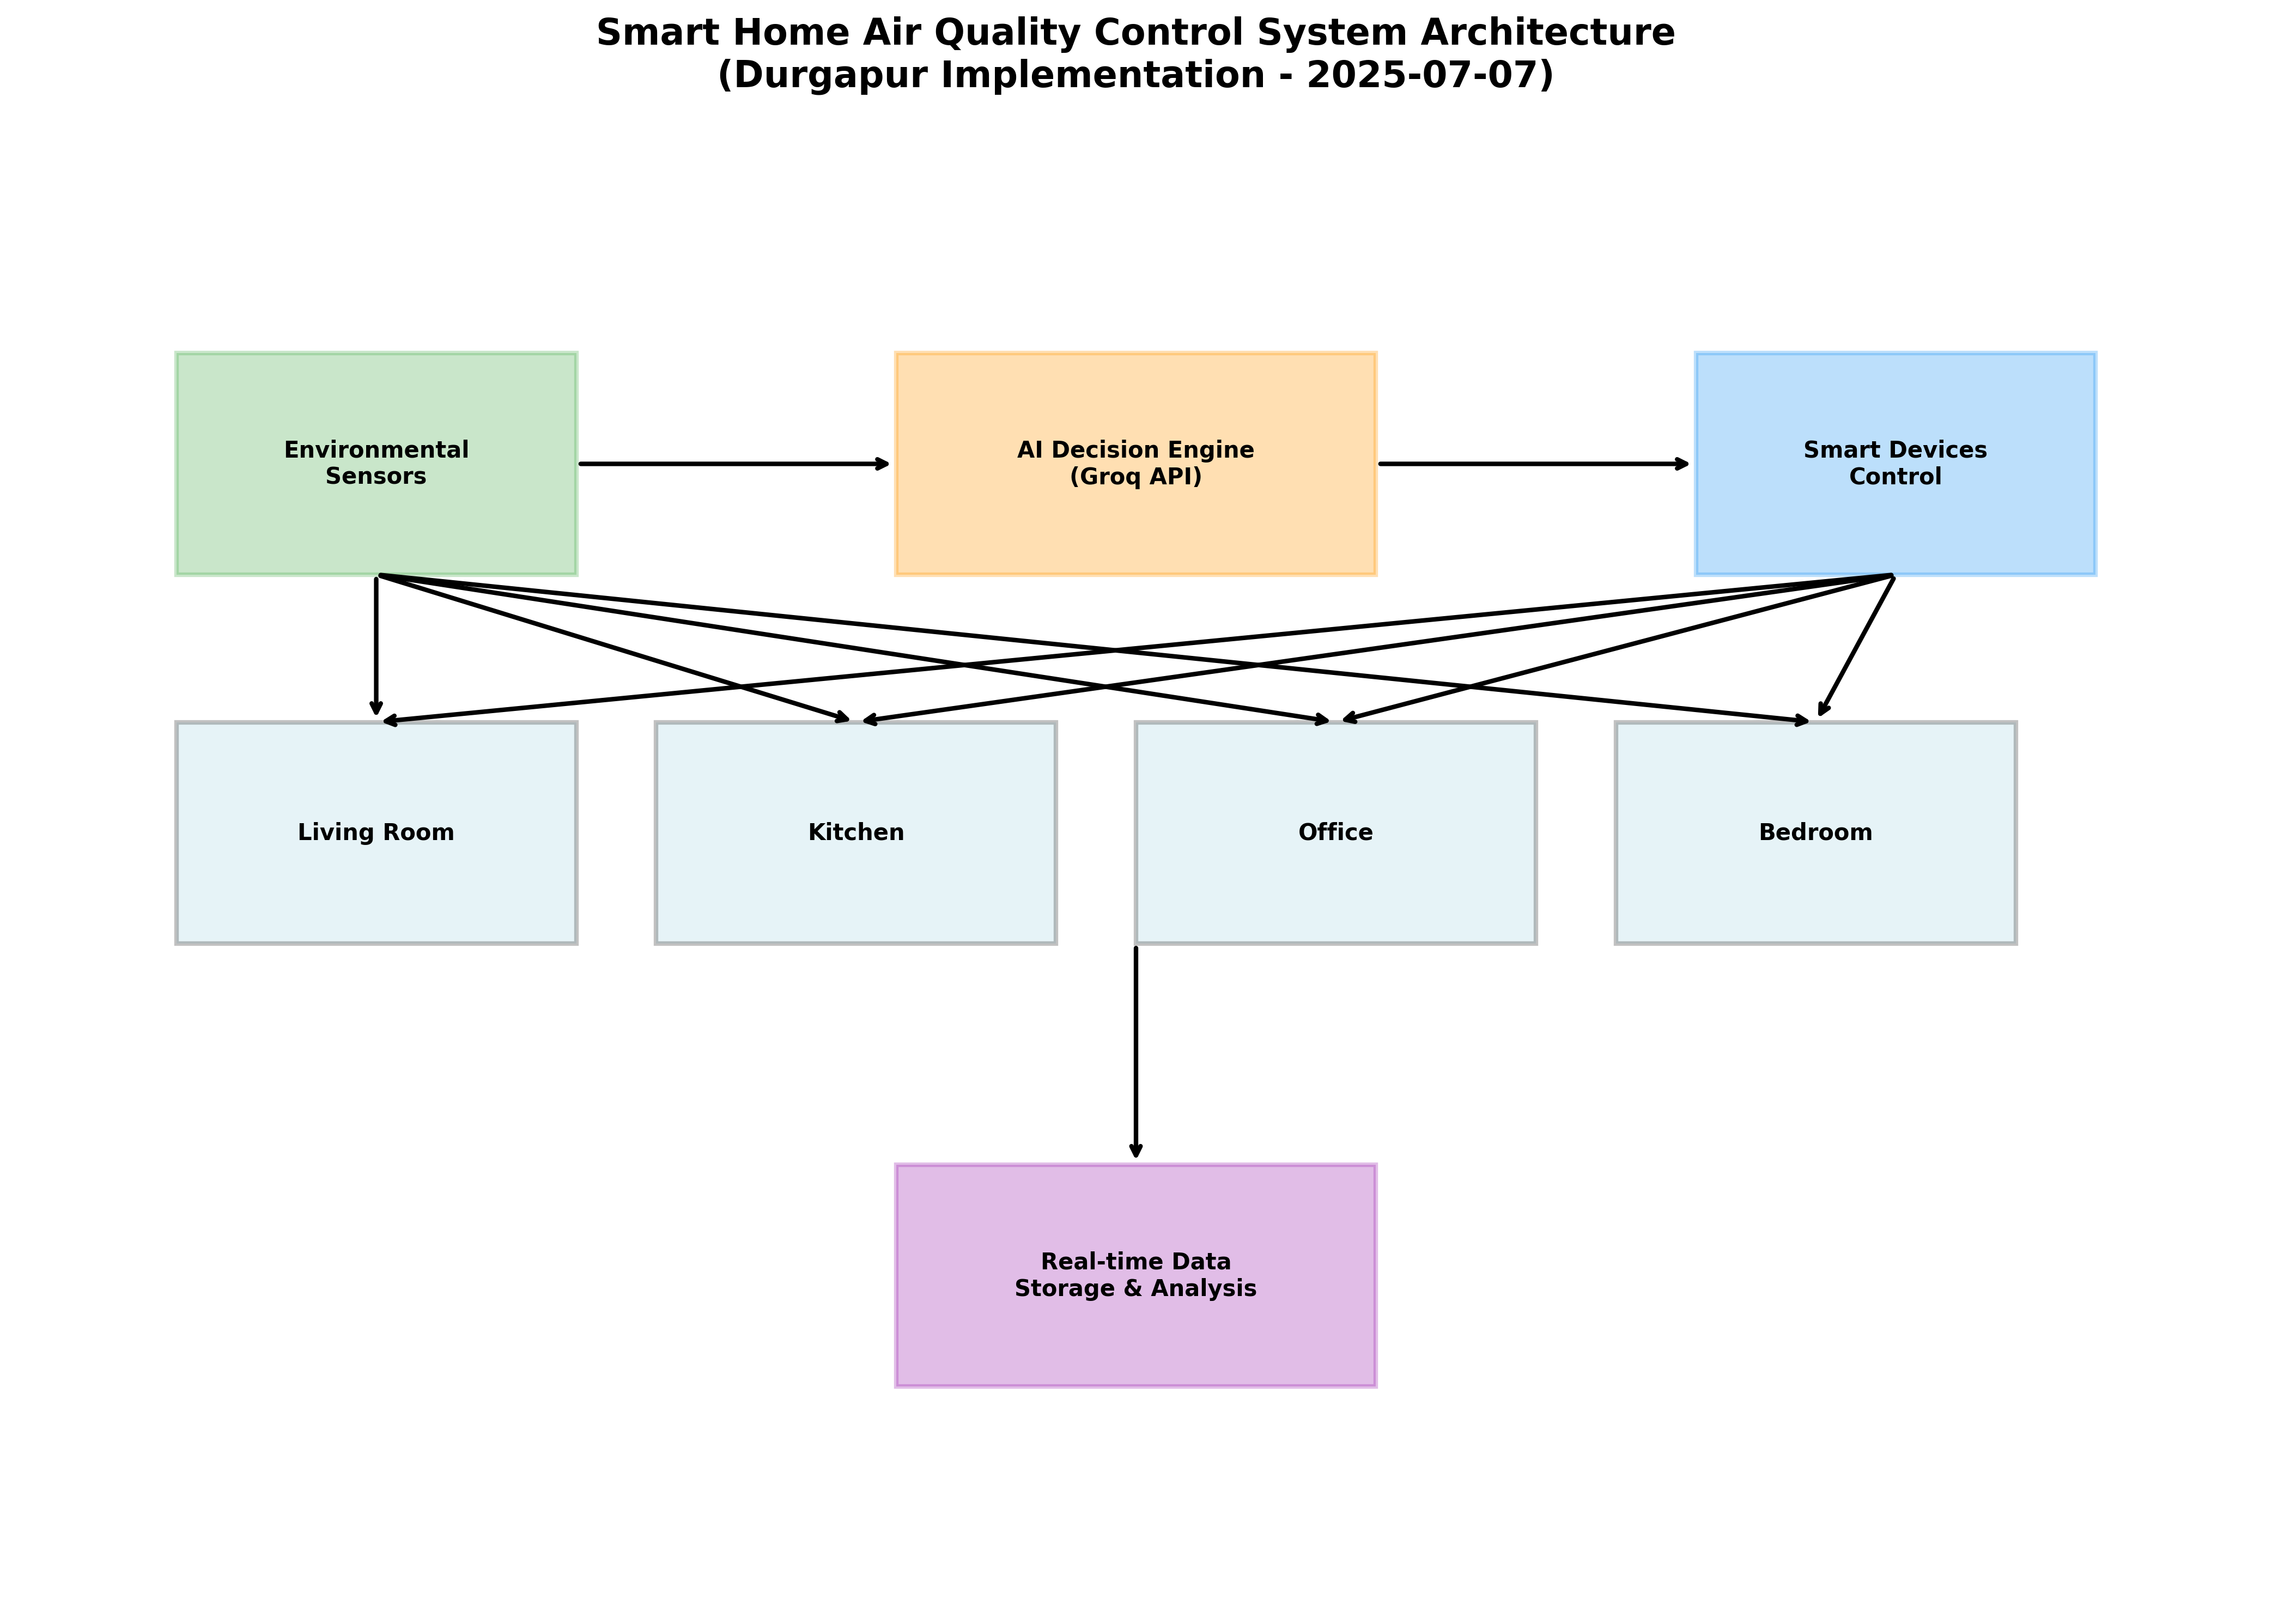 Smart Home Air Quality Control System Architecture
(Durgapur Implementation - 2025-07-07)
Environmental
Sensors
AI Decision Engine
(Groq API)
Smart Devices
Control
Living Room
Kitchen
Office
Bedroom
Real-time Data
Storage & Analysis